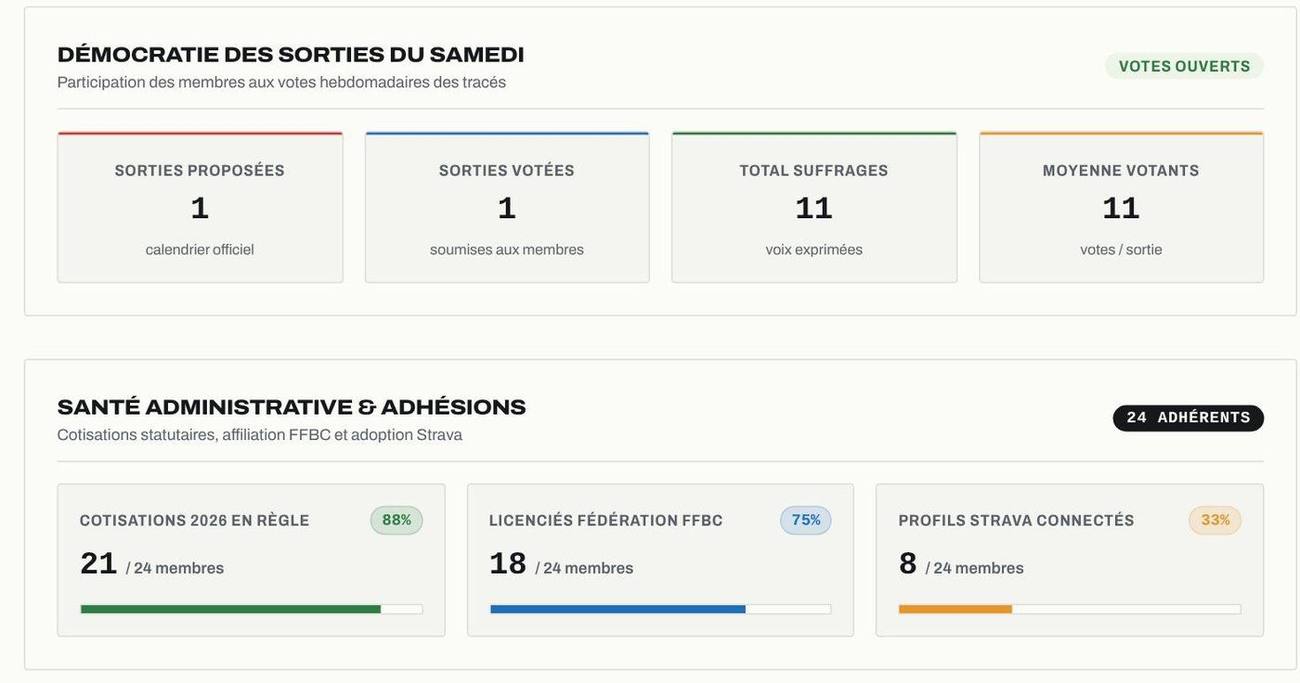 DÉMOCRATIE DES SORTIES DU SAMEDI
Participation des membres aux votes hebdomadaires des tracés
VOTES OUVERTS
SORTIES PROPOSÉES
1
calendrier officiel
SORTIES VOTÉES
1
soumises aux membres
TOTAL SUFFRAGES
11
voix exprimées
MOYENNE VOTANTS
11
votes / sortie
SANTÉ ADMINISTRATIVE & ADHÉSIONS
Cotisations statutaires, affiliation FFBC et adoption Strava
24 ADHÉRENTS
COTISATIONS 2026 EN RÈGLE
88%
21 / 24 membres
LICENCIÉS FÉDÉRATION FFBC
75%
18 / 24 membres
PROFILS STRAVA CONNECTÉS
33%
8 / 24 membres